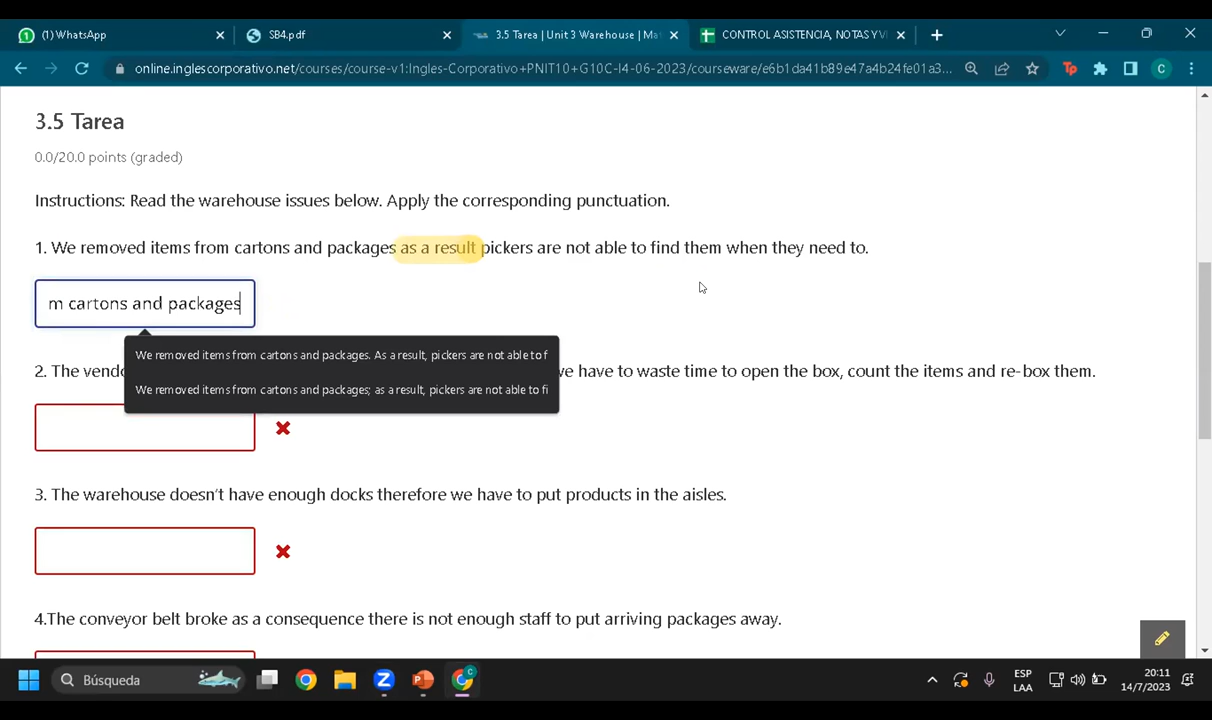 (1) WhatsApp
SB4.pdf
3.5 Tarea | Unit 3 Warehouse | Ma
CONTROL ASISTENCIA, NOTAS Y VI
online.inglescorporativo.net/courses/course-v1:Ingles-Corporativo+PNIT10+G10C-I4-06-2023/courseware/e6b1da41b89e47a4b24fe01a3...
3.5 Tarea
0.0/20.0 points (graded)
Instructions: Read the warehouse issues below. Apply the corresponding punctuation.
1. We removed items from cartons and packages as a result pickers are not able to find them when they need to.
m cartons and packages
We removed items from cartons and packages. As a result, pickers are not able to f
2. The vendo we have to waste time to open the box, count the items and re-box them.
We removed items from cartons and packages; as a result, pickers are not able to fi
3. The warehouse doesn't have enough docks therefore we have to put products in the aisles.
4.The conveyor belt broke as a consequence there is not enough staff to put arriving packages away.
Búsqueda
ESP
LAA
20:11
14/7/2023